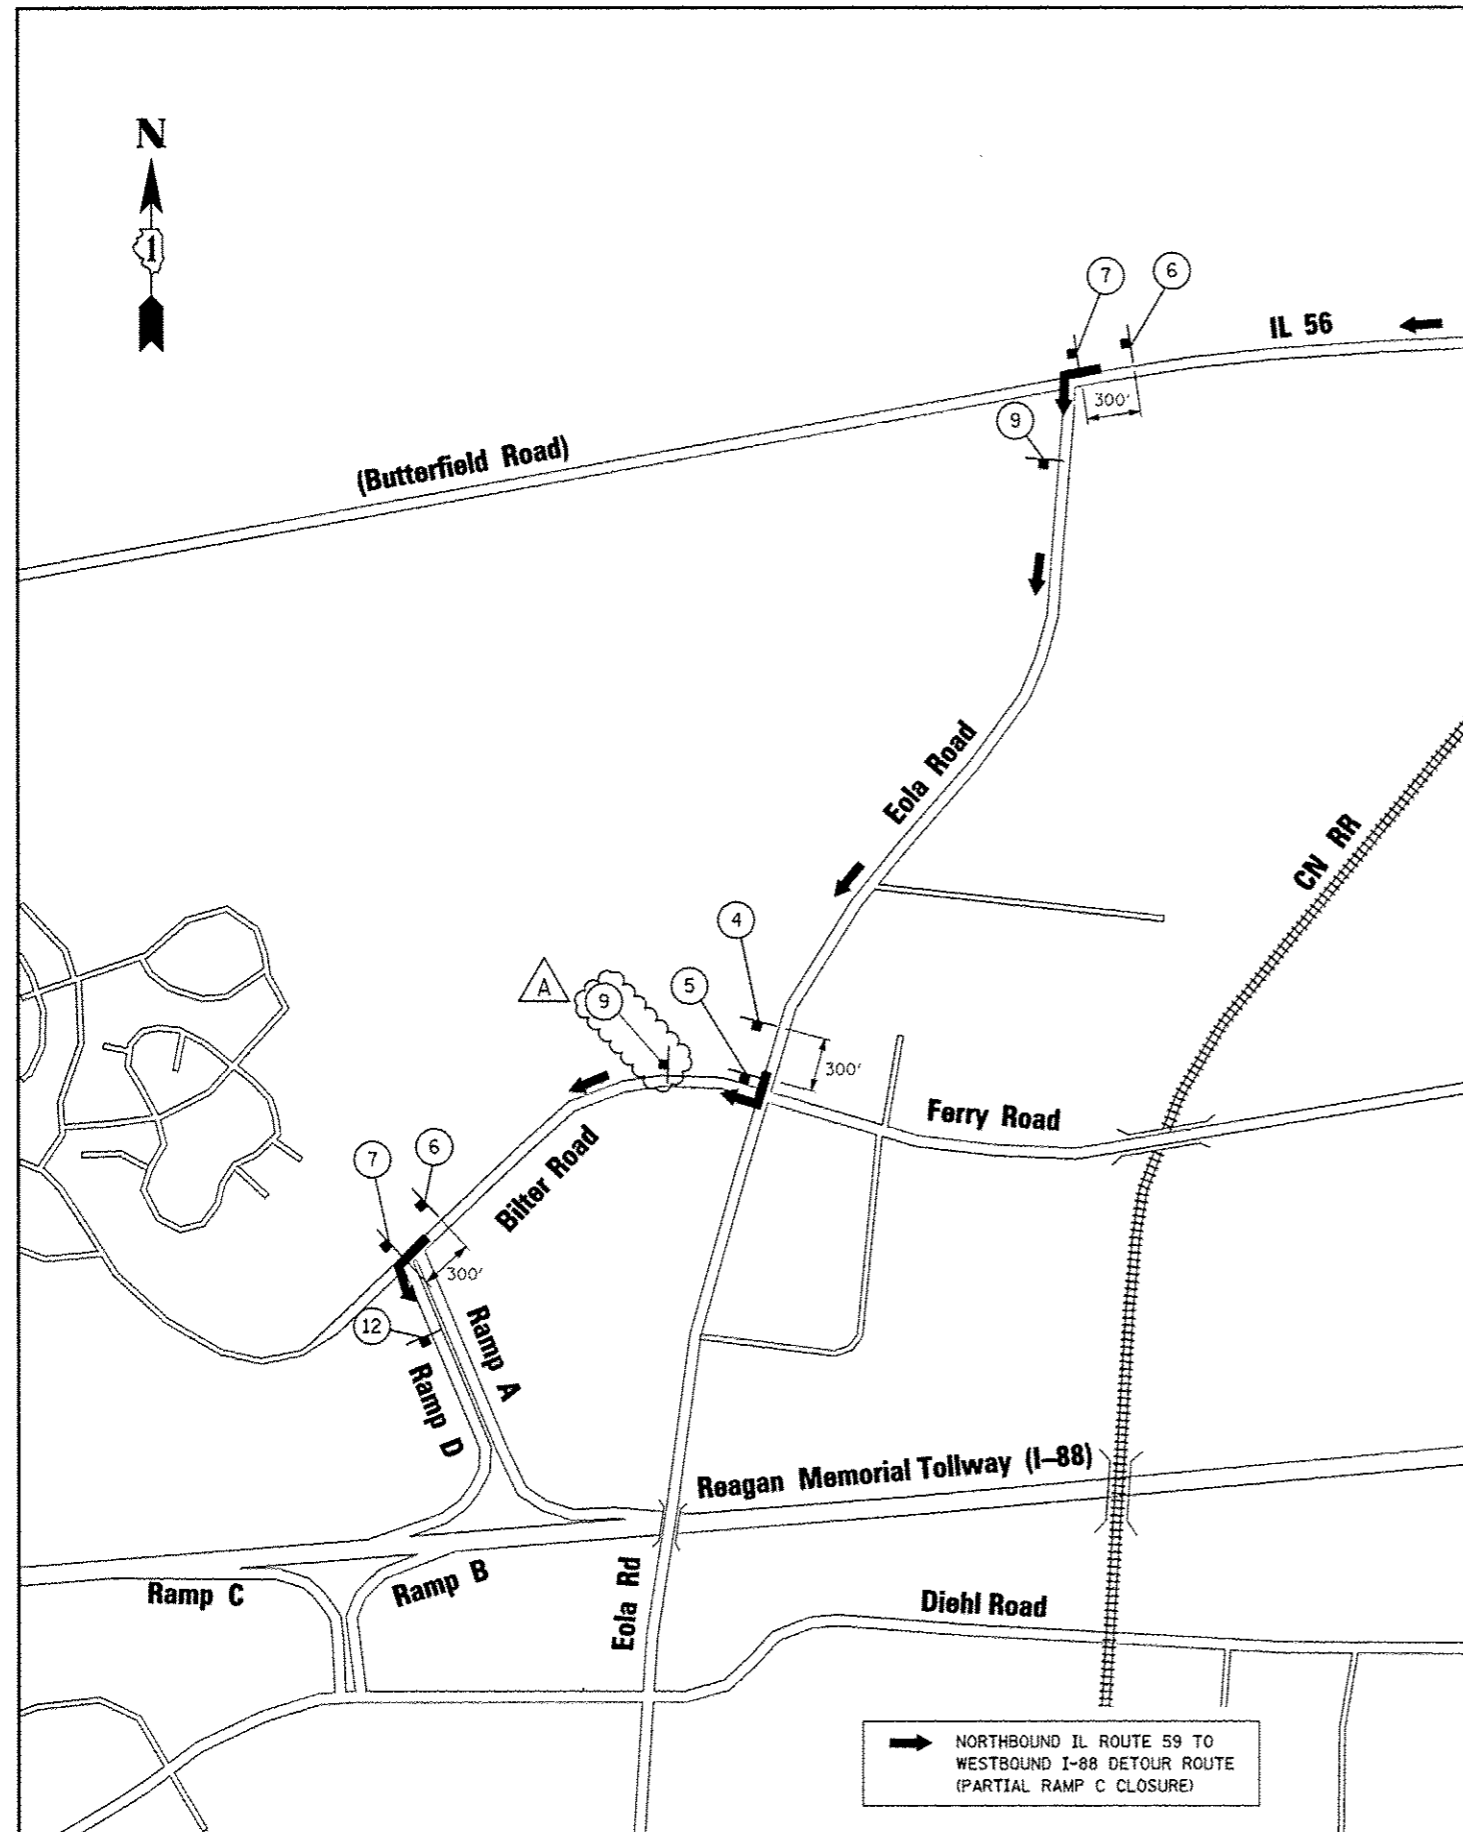 N
1
7
6
IL 56
300'
9
(Butterfield Road)
Eola Road
CN RR
4
A
9
5
300'
Ferry Road
7
6
Bilter Road
300'
12
Ramp A
Ramp D
Reagan Memorial Tollway (I-88)
Ramp C
Ramp B
Eola Rd
Diehl Road
NORTHBOUND IL ROUTE 59 TO
WESTBOUND I-88 DETOUR ROUTE
(PARTIAL RAMP C CLOSURE)